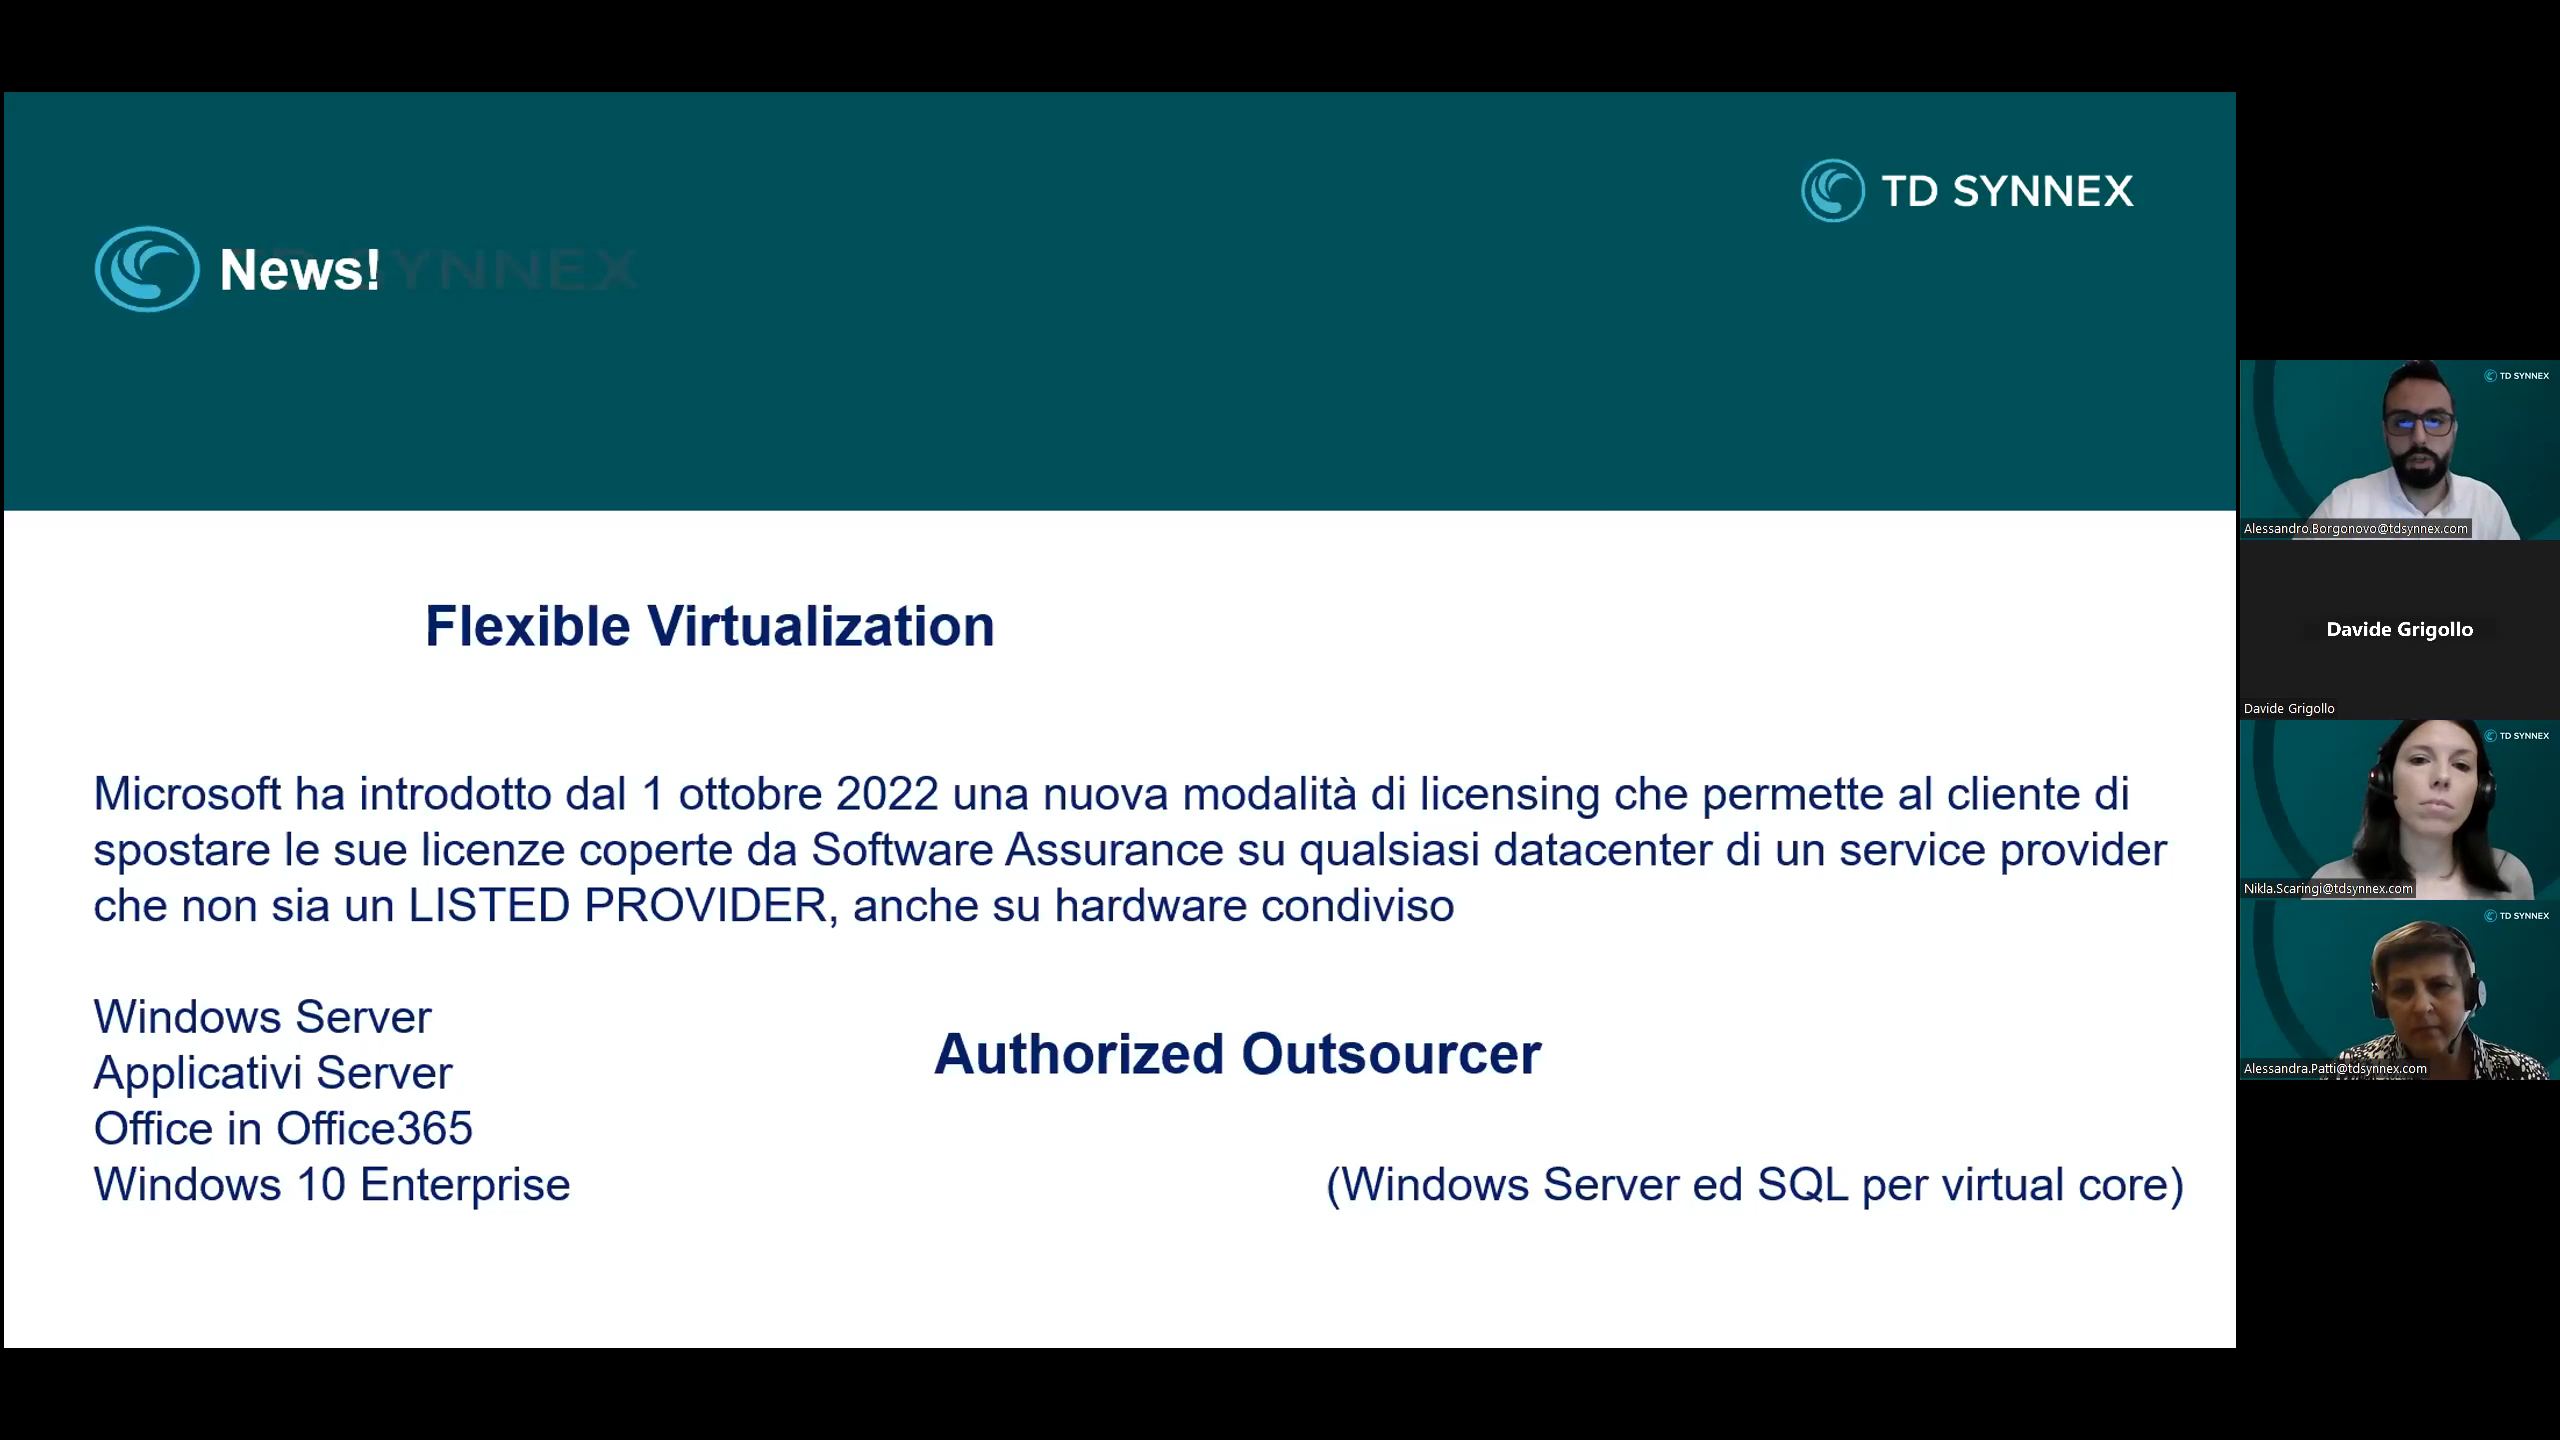 TD SYNNEX
News!
Flexible Virtualization
Microsoft ha introdotto dal 1 ottobre 2022 una nuova modalità di licensing che permette al cliente di
spostare le sue licenze coperte da Software Assurance su qualsiasi datacenter di un service provider
che non sia un LISTED PROVIDER, anche su hardware condiviso
Windows Server
Applicativi Server
Office in Office365
Windows 10 Enterprise
Authorized Outsourcer
(Windows Server ed SQL per virtual core)
TD SYNNEX
Alessandro.Borgonovo@tdsynnex.com
Davide Grigollo
Davide Grigollo
TD SYNNEX
Nikla.Scaringi@tdsynnex.com
TD SYNNEX
Alessandra.Patti@tdsynnex.com